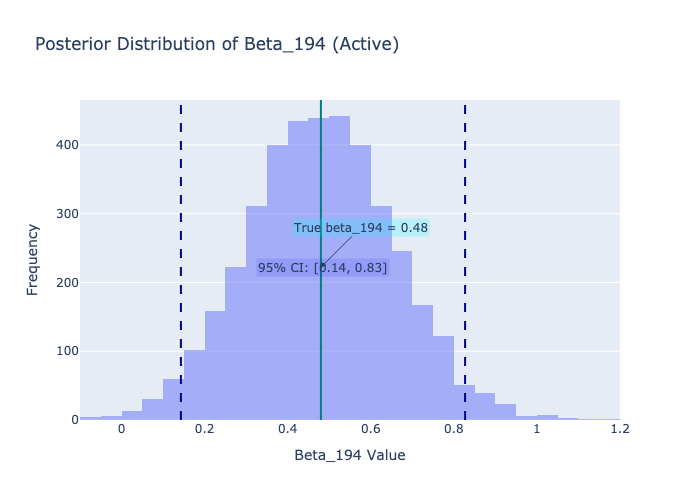 Posterior Distribution of Beta_194 (Active)
400
300
200
100
0
Frequency
True beta_194 = 0.48
95% CI: [0.14, 0.83]
0
0.2
0.4
0.6
0.8
1
1.2
Beta_194 Value